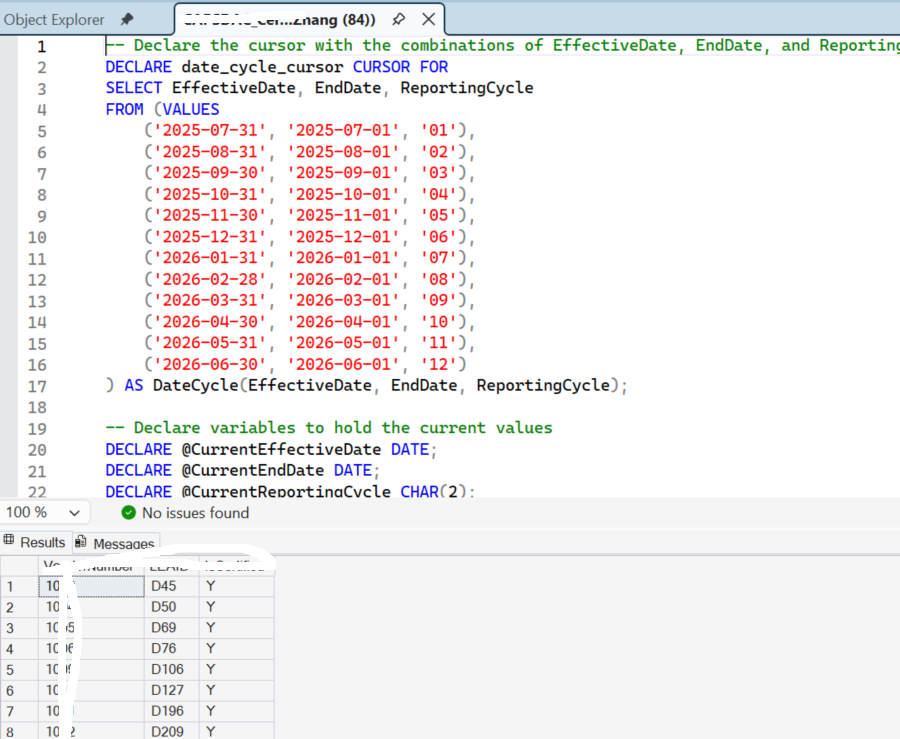 Object Explorer
Zhang (84))
1 -- Declare the cursor with the combinations of EffectiveDate, EndDate, and Reporting
2 DECLARE date_cycle_cursor CURSOR FOR
3 SELECT EffectiveDate, EndDate, ReportingCycle
4 FROM (VALUES
5 ('2025-07-31', '2025-07-01', '01'),
6 ('2025-08-31', '2025-08-01', '02'),
7 ('2025-09-30', '2025-09-01', '03'),
8 ('2025-10-31', '2025-10-01', '04'),
9 ('2025-11-30', '2025-11-01', '05'),
10 ('2025-12-31', '2025-12-01', '06'),
11 ('2026-01-31', '2026-01-01', '07'),
12 ('2026-02-28', '2026-02-01', '08'),
13 ('2026-03-31', '2026-03-01', '09'),
14 ('2026-04-30', '2026-04-01', '10'),
15 ('2026-05-31', '2026-05-01', '11'),
16 ('2026-06-30', '2026-06-01', '12')
17 ) AS DateCycle(EffectiveDate, EndDate, ReportingCycle);
18
19 -- Declare variables to hold the current values
20 DECLARE @CurrentEffectiveDate DATE;
21 DECLARE @CurrentEndDate DATE;
22 DECLARE @CurrentReportingCycle CHAR(2);
100 % No issues found
Results Messages
1 D45 Y
2 D50 Y
3 D69 Y
4 D76 Y
5 D106 Y
6 D127 Y
7 D196 Y
8 D209 Y